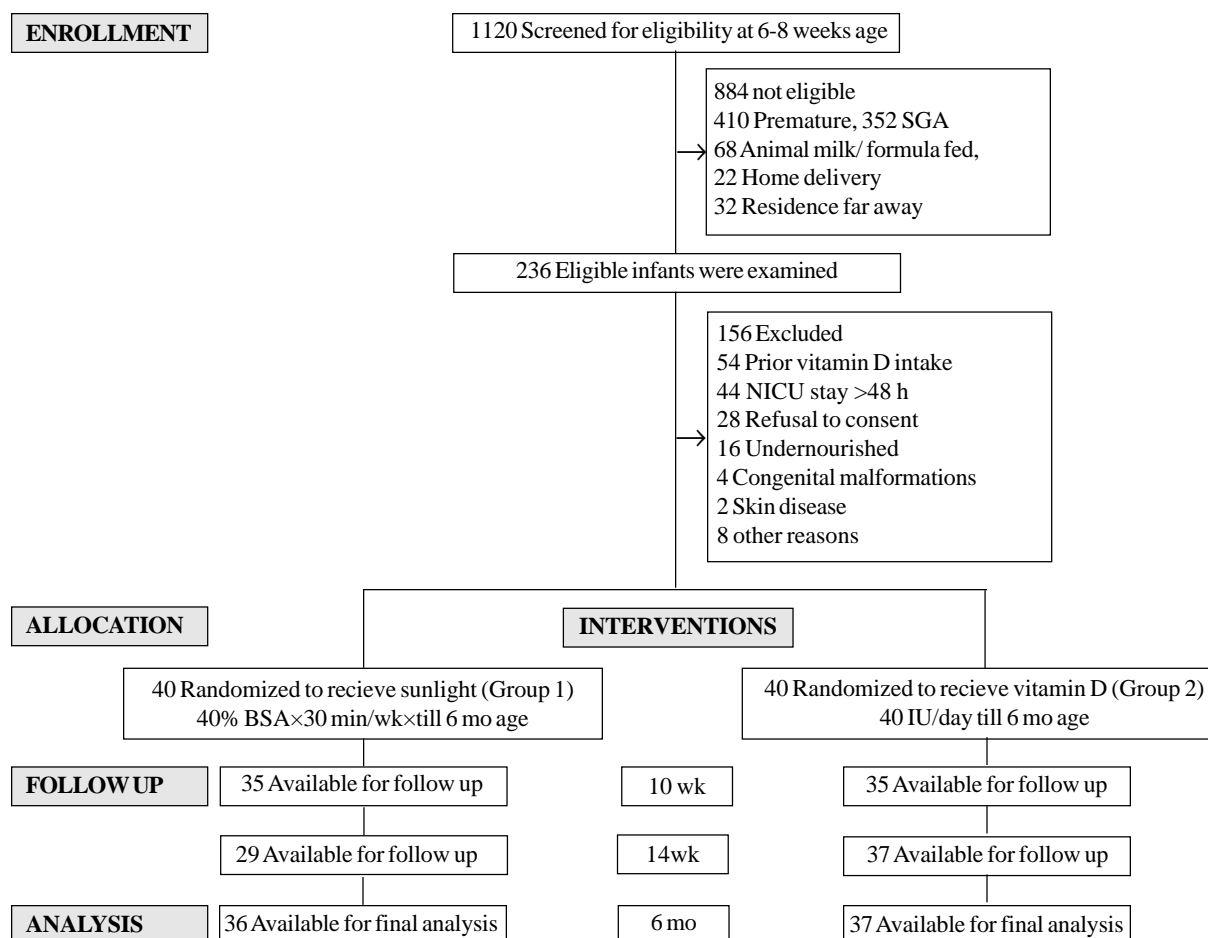 ENROLLMENT
1120 Screened for eligibility at 6-8 weeks age
884 not eligible
410 Premature, 352 SGA
68 Animal milk/ formula fed,
22 Home delivery
32 Residence far away
236 Eligible infants were examined
156 Excluded
54 Prior vitamin D intake
44 NICU stay >48 h
28 Refusal to consent
16 Undernourished
4 Congenital malformations
2 Skin disease
8 other reasons
ALLOCATION
INTERVENTIONS
40 Randomized to recieve sunlight (Group 1)
40% BSA×30 min/wk×till 6 mo age
40 Randomized to recieve vitamin D (Group 2)
40 IU/day till 6 mo age
FOLLOW UP
35 Available for follow up
10 wk
35 Available for follow up
29 Available for follow up
14wk
37 Available for follow up
ANALYSIS
36 Available for final analysis
6 mo
37 Available for final analysis